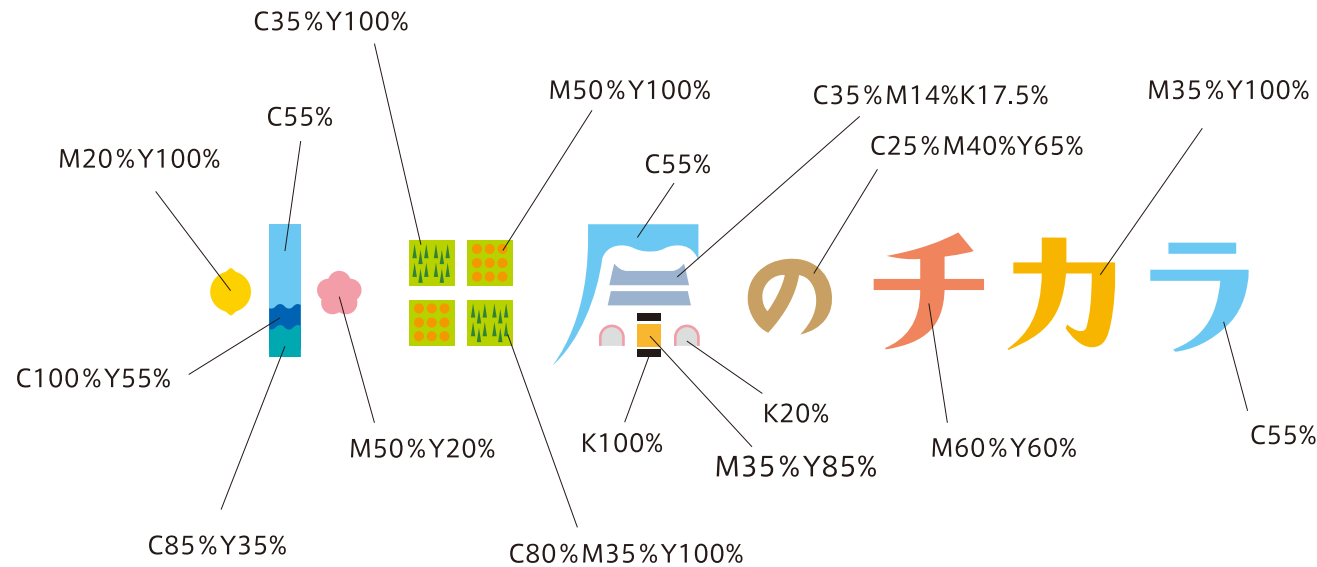 C35%Y100%
M50%Y100%
C35%M14%K17.5%
M35%Y100%
C55%
M20%Y100%
C55%
C25%M40%Y65%
小田原のチカラ
C100%Y55%
M50%Y20%
K100%
K20%
M35%Y85%
M60%Y60%
C55%
C85%Y35%
C80%M35%Y100%